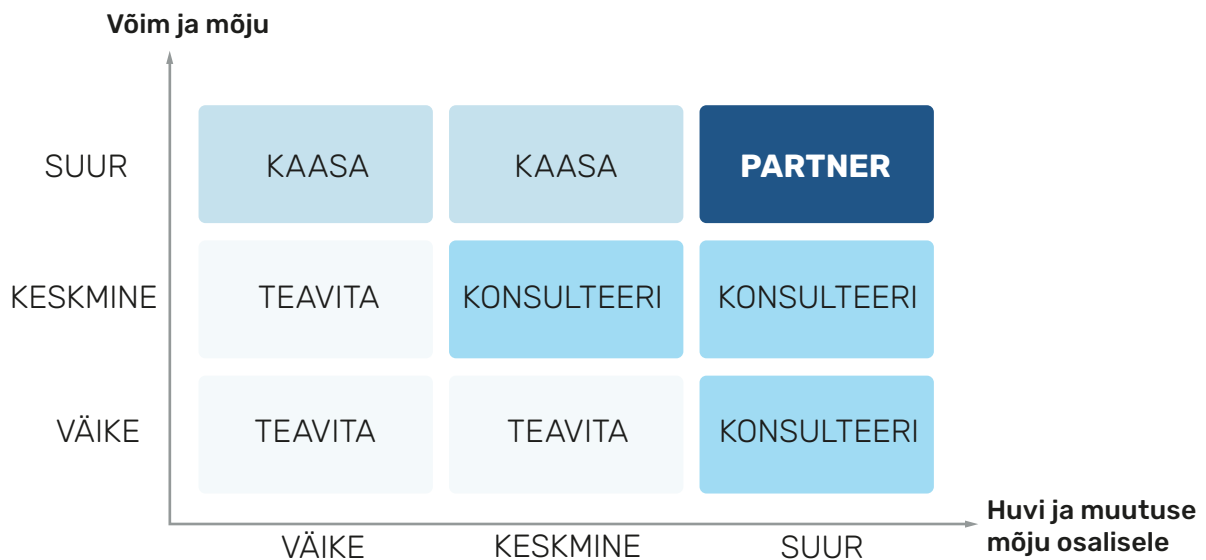 Võim ja mõju
SUUR
KAASA
KAASA
PARTNER
KESKMINE
TEAVITA
KONSULTEERI
KONSULTEERI
VÄIKE
TEAVITA
TEAVITA
KONSULTEERI
VÄIKE
KESKMINE
SUUR
Huvi ja muutuse
mõju osalisele